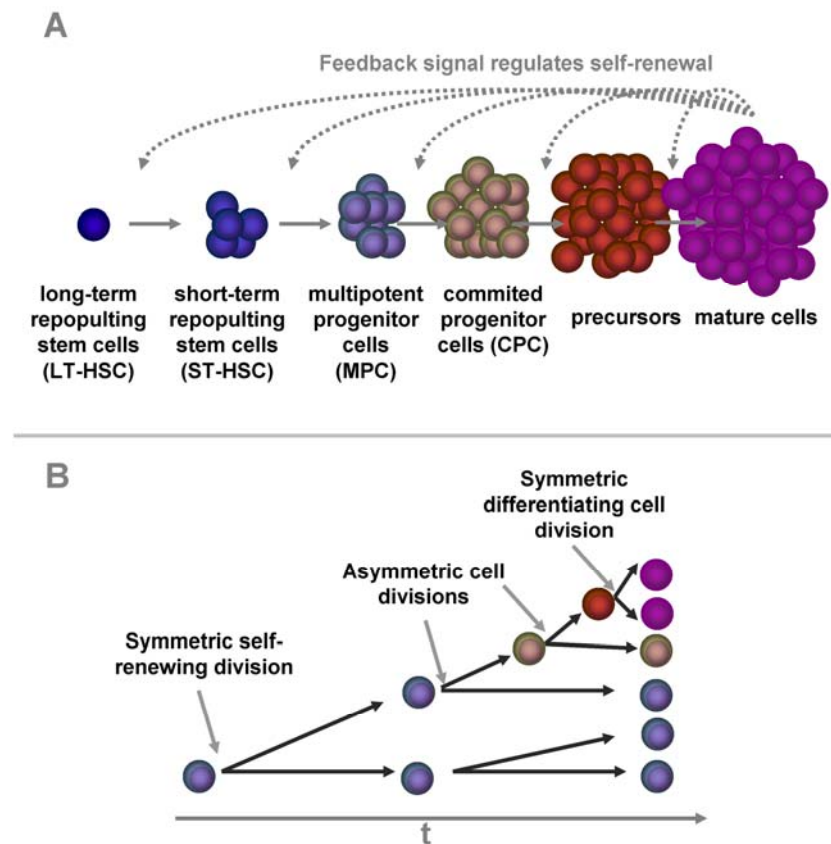 A
Feedback signal regulates self-renewal
long-term
repopulting
stem cells
(LT-HSC)
short-term
repopulting
stem cells
(ST-HSC)
multipotent
progenitor
cells
(MPC)
commited
progenitor
cells (CPC)
precursors
mature cells
B
Symmetric
differentiating cell
division
Asymmetric cell
divisions
Symmetric self-
renewing division
t